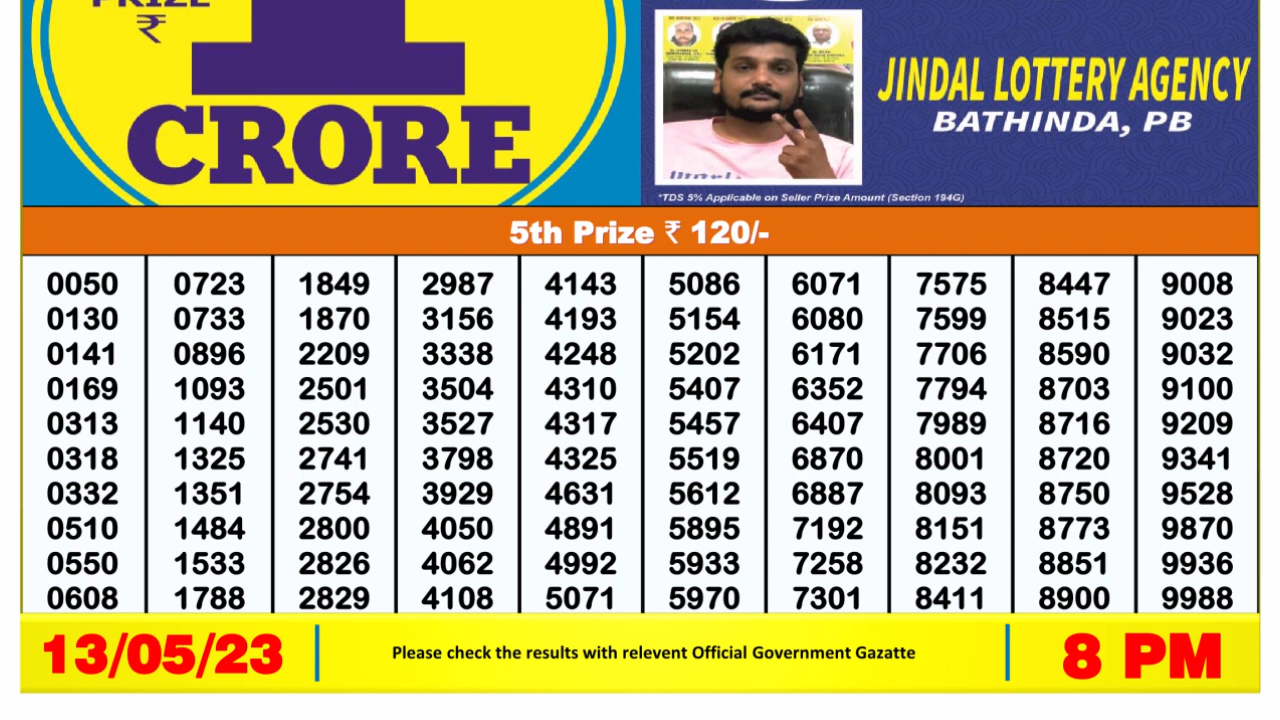 PRIZE
₹
1
CRORE
JINDAL LOTTERY AGENCY
BATHINDA, PB
*TDS 5% Applicable on Seller Prize Amount (Section 194G)
5th Prize ₹ 120/-
0050 0723 1849 2987 4143 5086 6071 7575 8447 9008
0130 0733 1870 3156 4193 5154 6080 7599 8515 9023
0141 0896 2209 3338 4248 5202 6171 7706 8590 9032
0169 1093 2501 3504 4310 5407 6352 7794 8703 9100
0313 1140 2530 3527 4317 5457 6407 7989 8716 9209
0318 1325 2741 3798 4325 5519 6870 8001 8720 9341
0332 1351 2754 3929 4631 5612 6887 8093 8750 9528
0510 1484 2800 4050 4891 5895 7192 8151 8773 9870
0550 1533 2826 4062 4992 5933 7258 8232 8851 9936
0608 1788 2829 4108 5071 5970 7301 8411 8900 9988
13/05/23
Please check the results with relevent Official Government Gazatte
8 PM